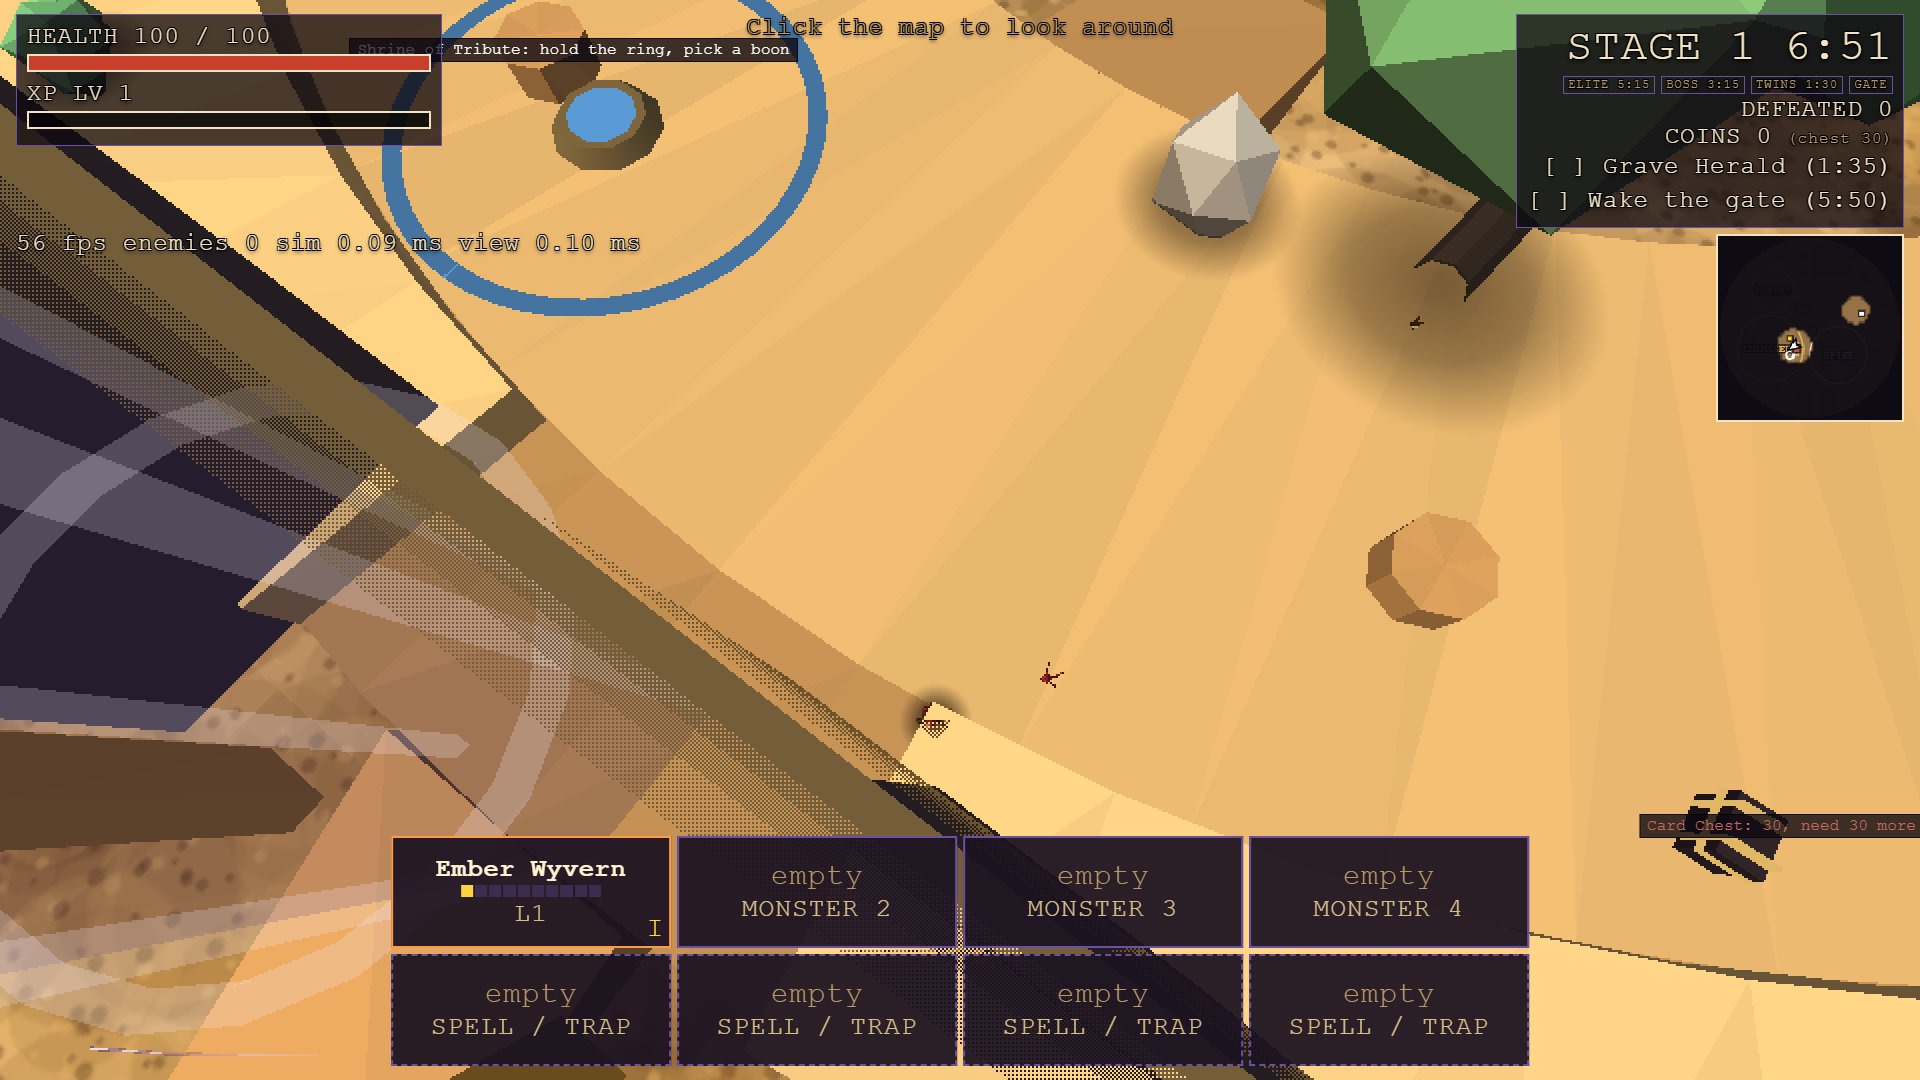 HEALTH 100 / 100
XP LV 1
Shrine of Tribute: hold the ring, pick a boon
Click the map to look around
56 fps enemies 0 sim 0.09 ms view 0.10 ms
STAGE 1 6:51
ELITE 5:15 BOSS 3:15 TWINS 1:30 GATE
DEFEATED 0
COINS 0 (chest 30)
[ ] Grave Herald (1:35)
[ ] Wake the gate (5:50)
Card Chest: 30, need 30 more
Ember Wyvern
L1
I
empty
MONSTER 2
empty
MONSTER 3
empty
MONSTER 4
empty
SPELL / TRAP
empty
SPELL / TRAP
empty
SPELL / TRAP
empty
SPELL / TRAP